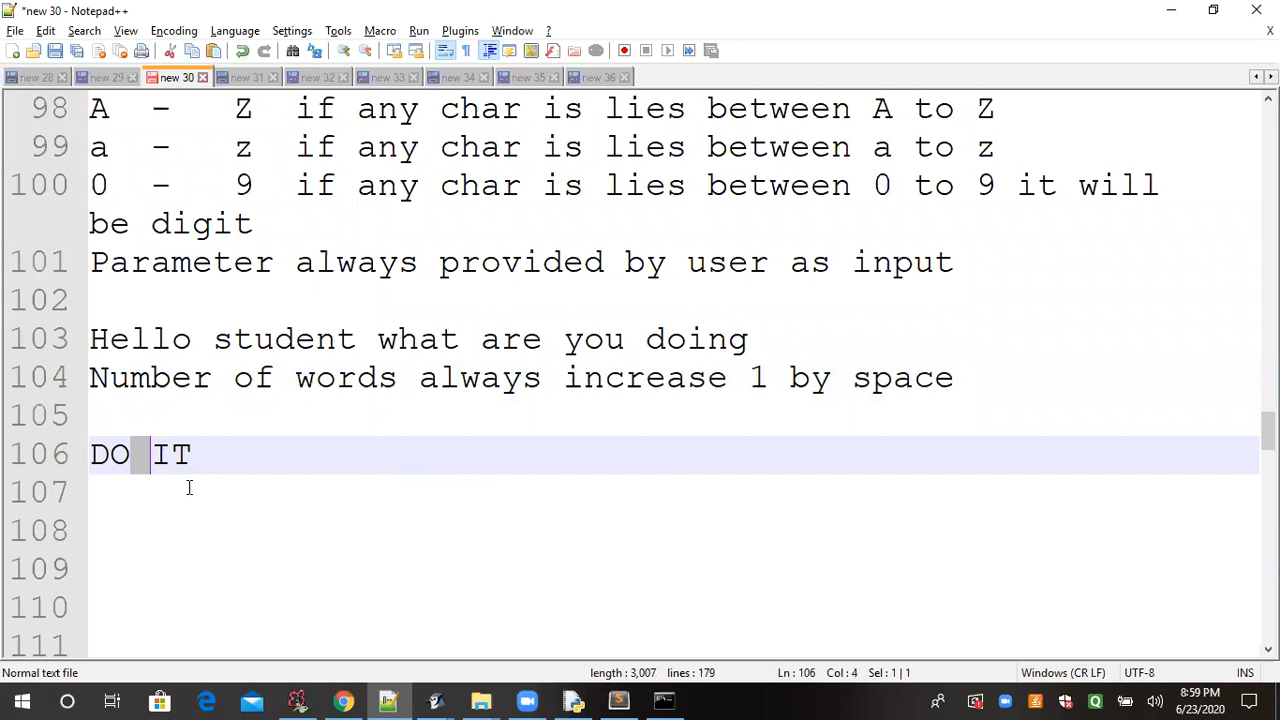 *new 30 - Notepad++
File Edit Search View Encoding Language Settings Tools Macro Run Plugins Window ?
X
new 28 new 29 new 30 new 31 new 32 new 33 new 34 new 35 new 36
98 A - Z if any char is lies between A to Z
99 a - z if any char is lies between a to z
100 0 - 9 if any char is lies between 0 to 9 it will
be digit
101 Parameter always provided by user as input
102
103 Hello student what are you doing
104 Number of words always increase 1 by space
105
106 DO IT
107
108
109
110
111
Normal text file length : 3,007 lines : 179 Ln : 106 Col : 4 Sel : 1 | 1 Windows (CR LF) UTF-8 INS
8:59 PM
6/23/2020